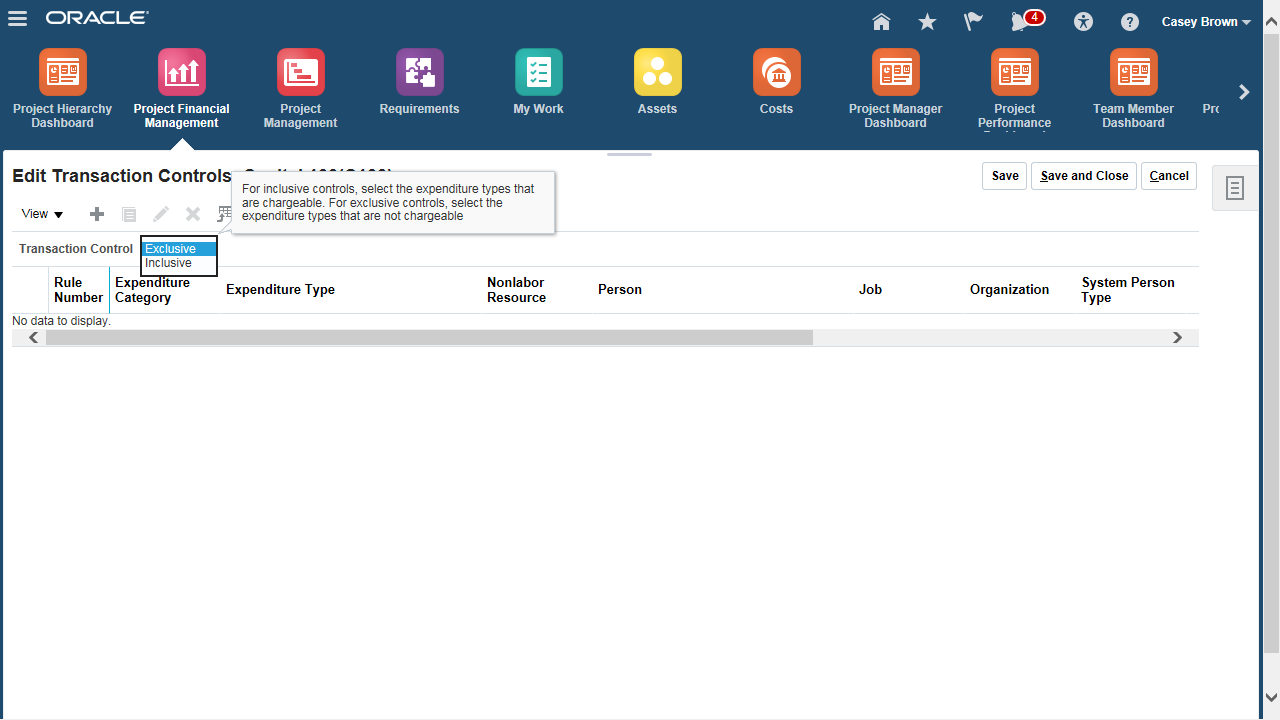 ORACLE
4
Casey Brown
Project Hierarchy
Dashboard
Project Financial
Management
Project
Management
Requirements
My Work
Assets
Costs
Project Manager
Dashboard
Project
Performance
Team Member
Dashboard
Edit Transaction Controls
Save
Save and Close
Cancel
For inclusive controls, select the expenditure types that
are chargeable. For exclusive controls, select the
expenditure types that are not chargeable
View
Transaction Control
Exclusive
Inclusive
Rule
Number
Expenditure
Category
Expenditure Type
Nonlabor
Resource
Person
Job
Organization
System Person
Type
No data to display.